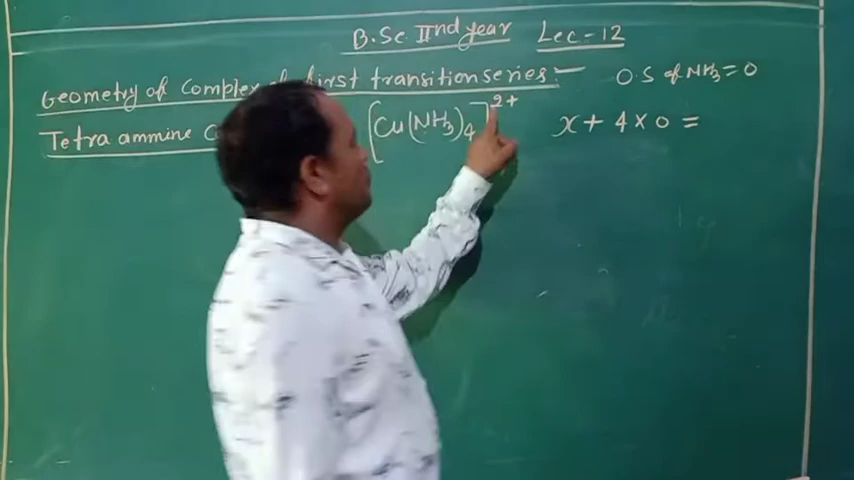 B.Sc IInd year Lec-12
Geometry of Complex of first transition series:-
O.S of NH₃ = 0
Tetra ammine [Cu(NH₃)₄]²⁺ x + 4 × 0 =